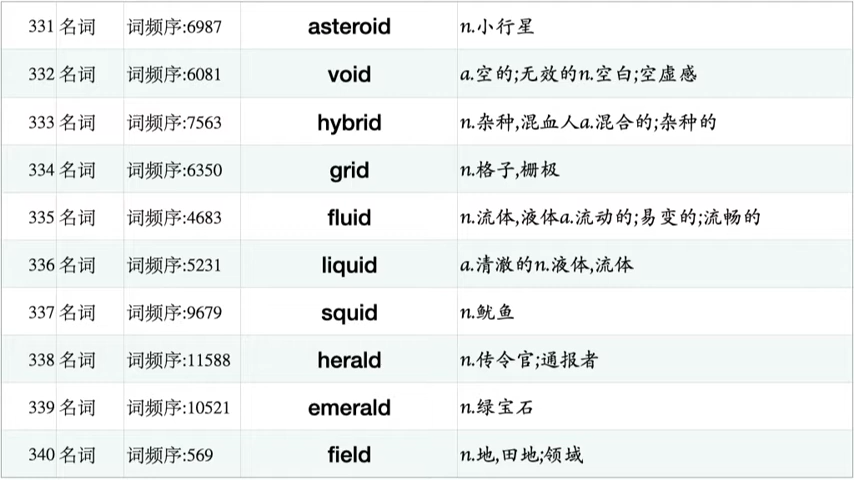 331 名词 词频序:6987 asteroid n.小行星
332 名词 词频序:6081 void a.空的;无效的n.空白;空虚感
333 名词 词频序:7563 hybrid n.杂种,混血人a.混合的;杂种的
334 名词 词频序:6350 grid n.格子,栅极
335 名词 词频序:4683 fluid n.流体,液体a.流动的;易变的;流畅的
336 名词 词频序:5231 liquid a.清澈的n.液体,流体
337 名词 词频序:9679 squid n.鱿鱼
338 名词 词频序:11588 herald n.传令官;通报者
339 名词 词频序:10521 emerald n.绿宝石
340 名词 词频序:569 field n.地,田地;领域